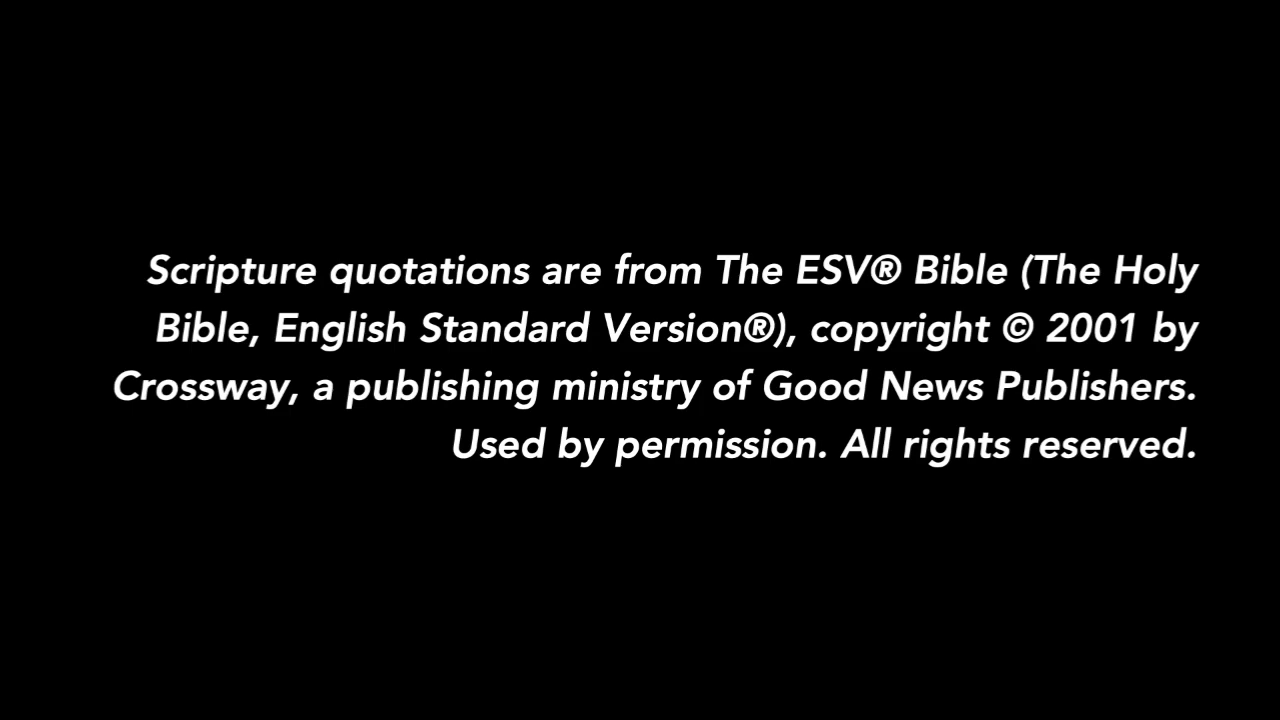 Scripture quotations are from The ESV® Bible (The Holy
Bible, English Standard Version®), copyright © 2001 by
Crossway, a publishing ministry of Good News Publishers.
Used by permission. All rights reserved.